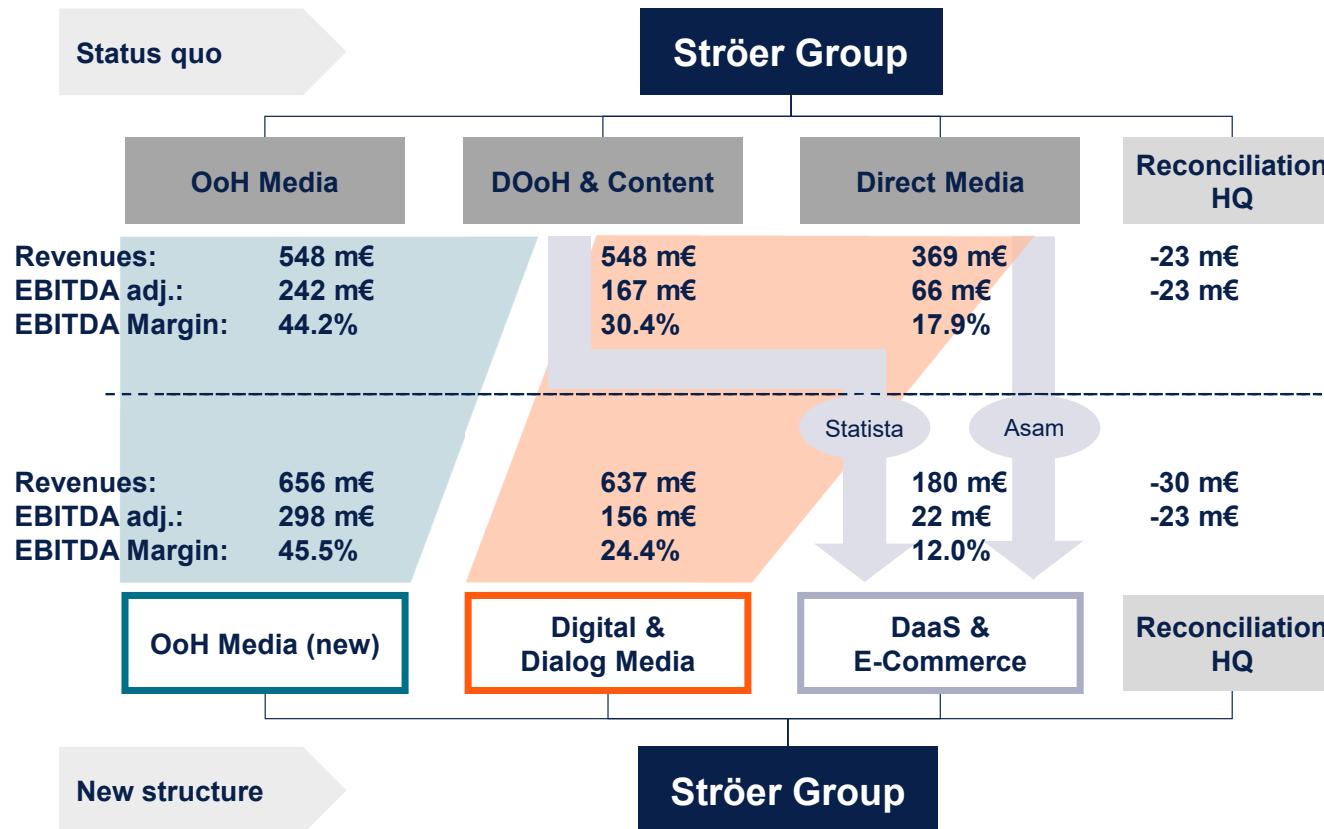 Status quo
Ströer Group
OoH Media
DOoH & Content
Direct Media
Reconciliation
HQ
Revenues: 548 m€ 548 m€ 369 m€ -23 m€
EBITDA adj.: 242 m€ 167 m€ 66 m€ -23 m€
EBITDA Margin: 44.2% 30.4% 17.9%
Statista
Asam
Revenues: 656 m€ 637 m€ 180 m€ -30 m€
EBITDA adj.: 298 m€ 156 m€ 22 m€ -23 m€
EBITDA Margin: 45.5% 24.4% 12.0%
OoH Media (new)
Digital &
Dialog Media
DaaS &
E-Commerce
Reconciliation
HQ
New structure
Ströer Group